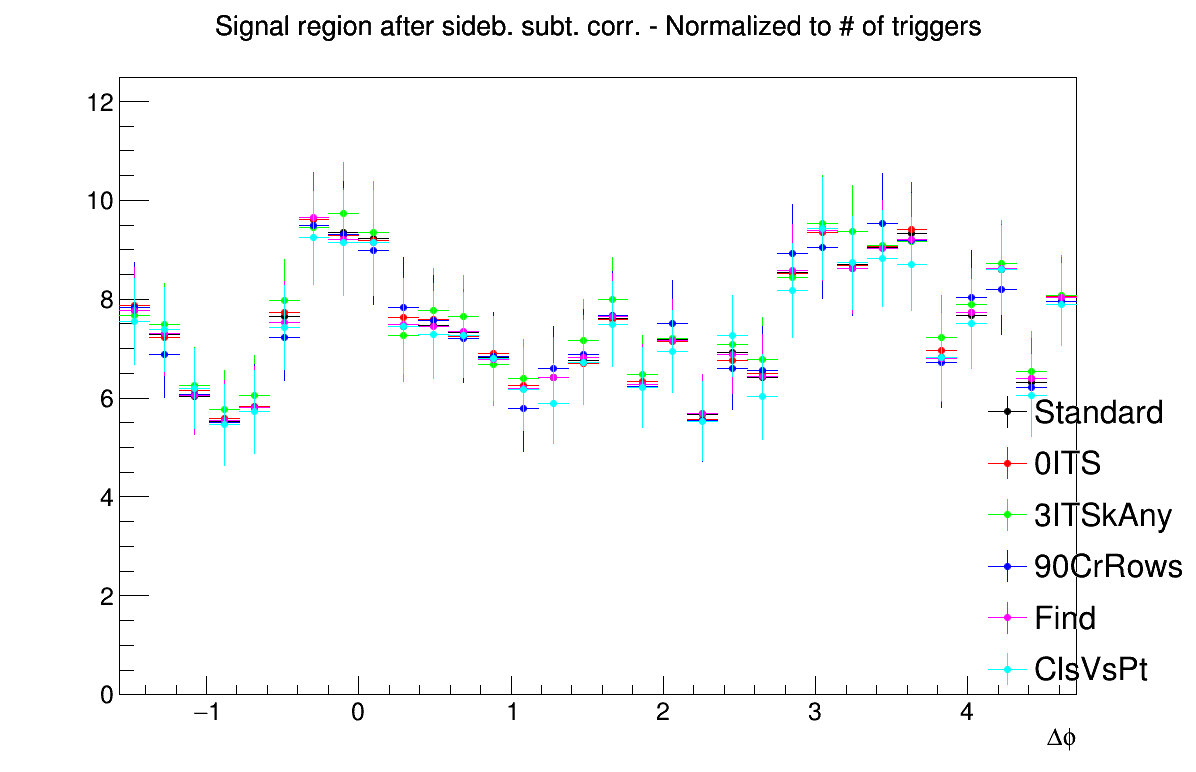 Signal region after sideb. subt. corr. - Normalized to # of triggers
12
10
8
6
4
2
0
Standard
0ITS
3ITSkAny
90CrRows
Find
ClsVsPt
−1 0 1 2 3 4
Δϕ